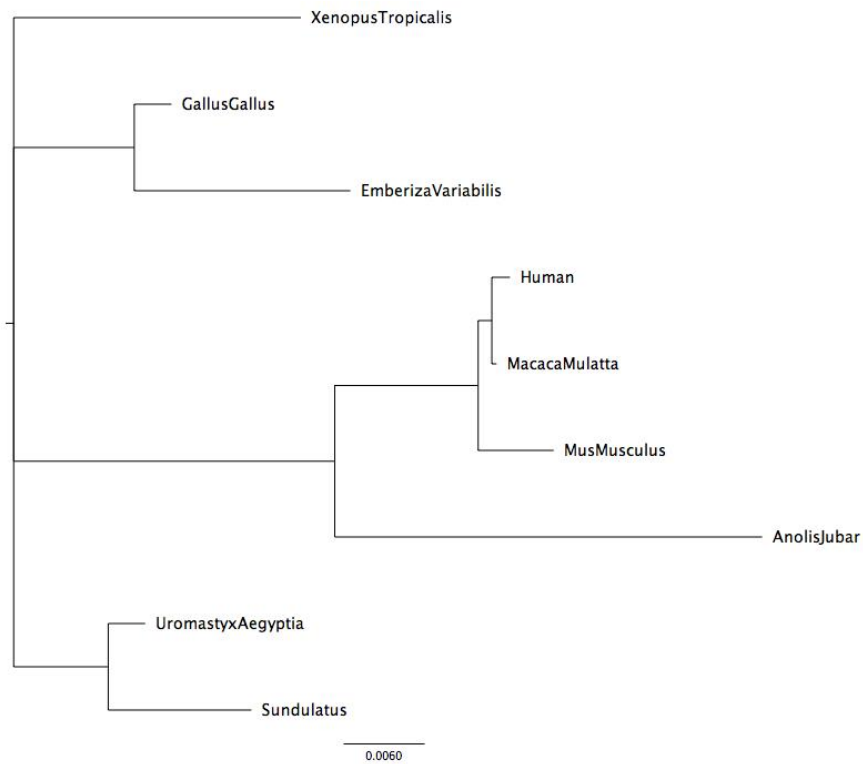 XenopusTropicalis
GallusGallus
EmberizaVariabilis
Human
MacacaMulatta
MusMusculus
AnolisJubar
UromastyxAegyptia
Sundulatus
0.0060